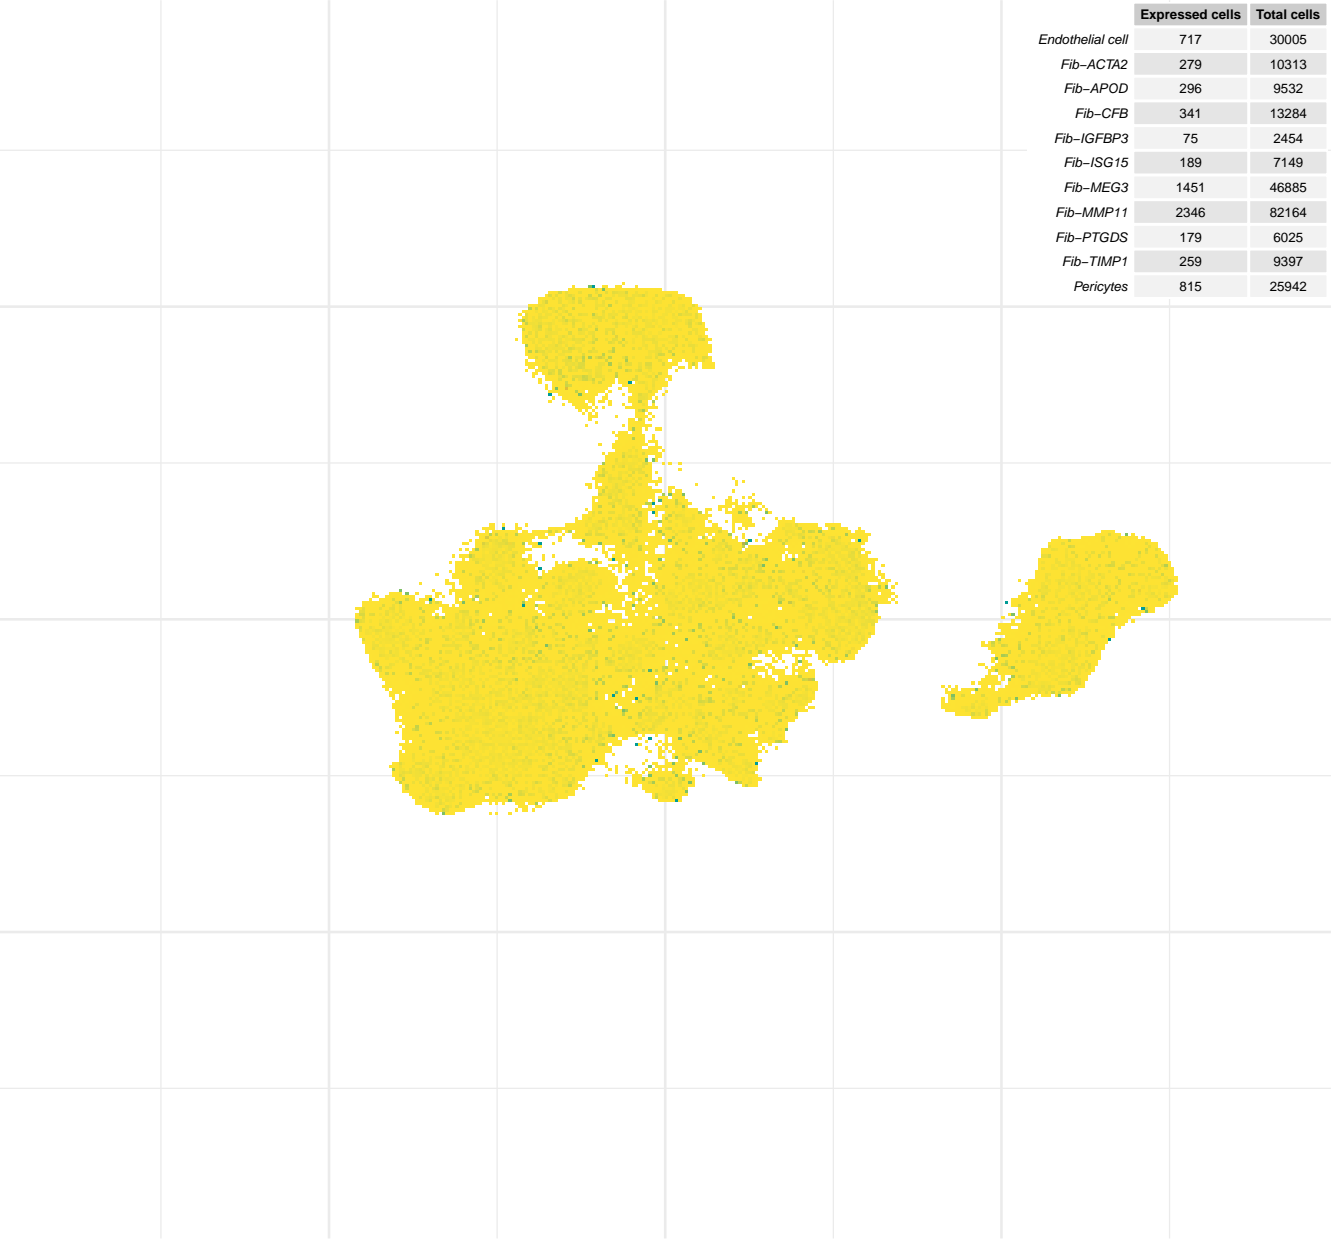 Expressed cells Total cells
Endothelial cell 717 30005
Fib−ACTA2 279 10313
Fib−APOD 296 9532
Fib−CFB 341 13284
Fib−IGFBP3 75 2454
Fib−ISG15 189 7149
Fib−MEG3 1451 46885
Fib−MMP11 2346 82164
Fib−PTGDS 179 6025
Fib−TIMP1 259 9397
Pericytes 815 25942